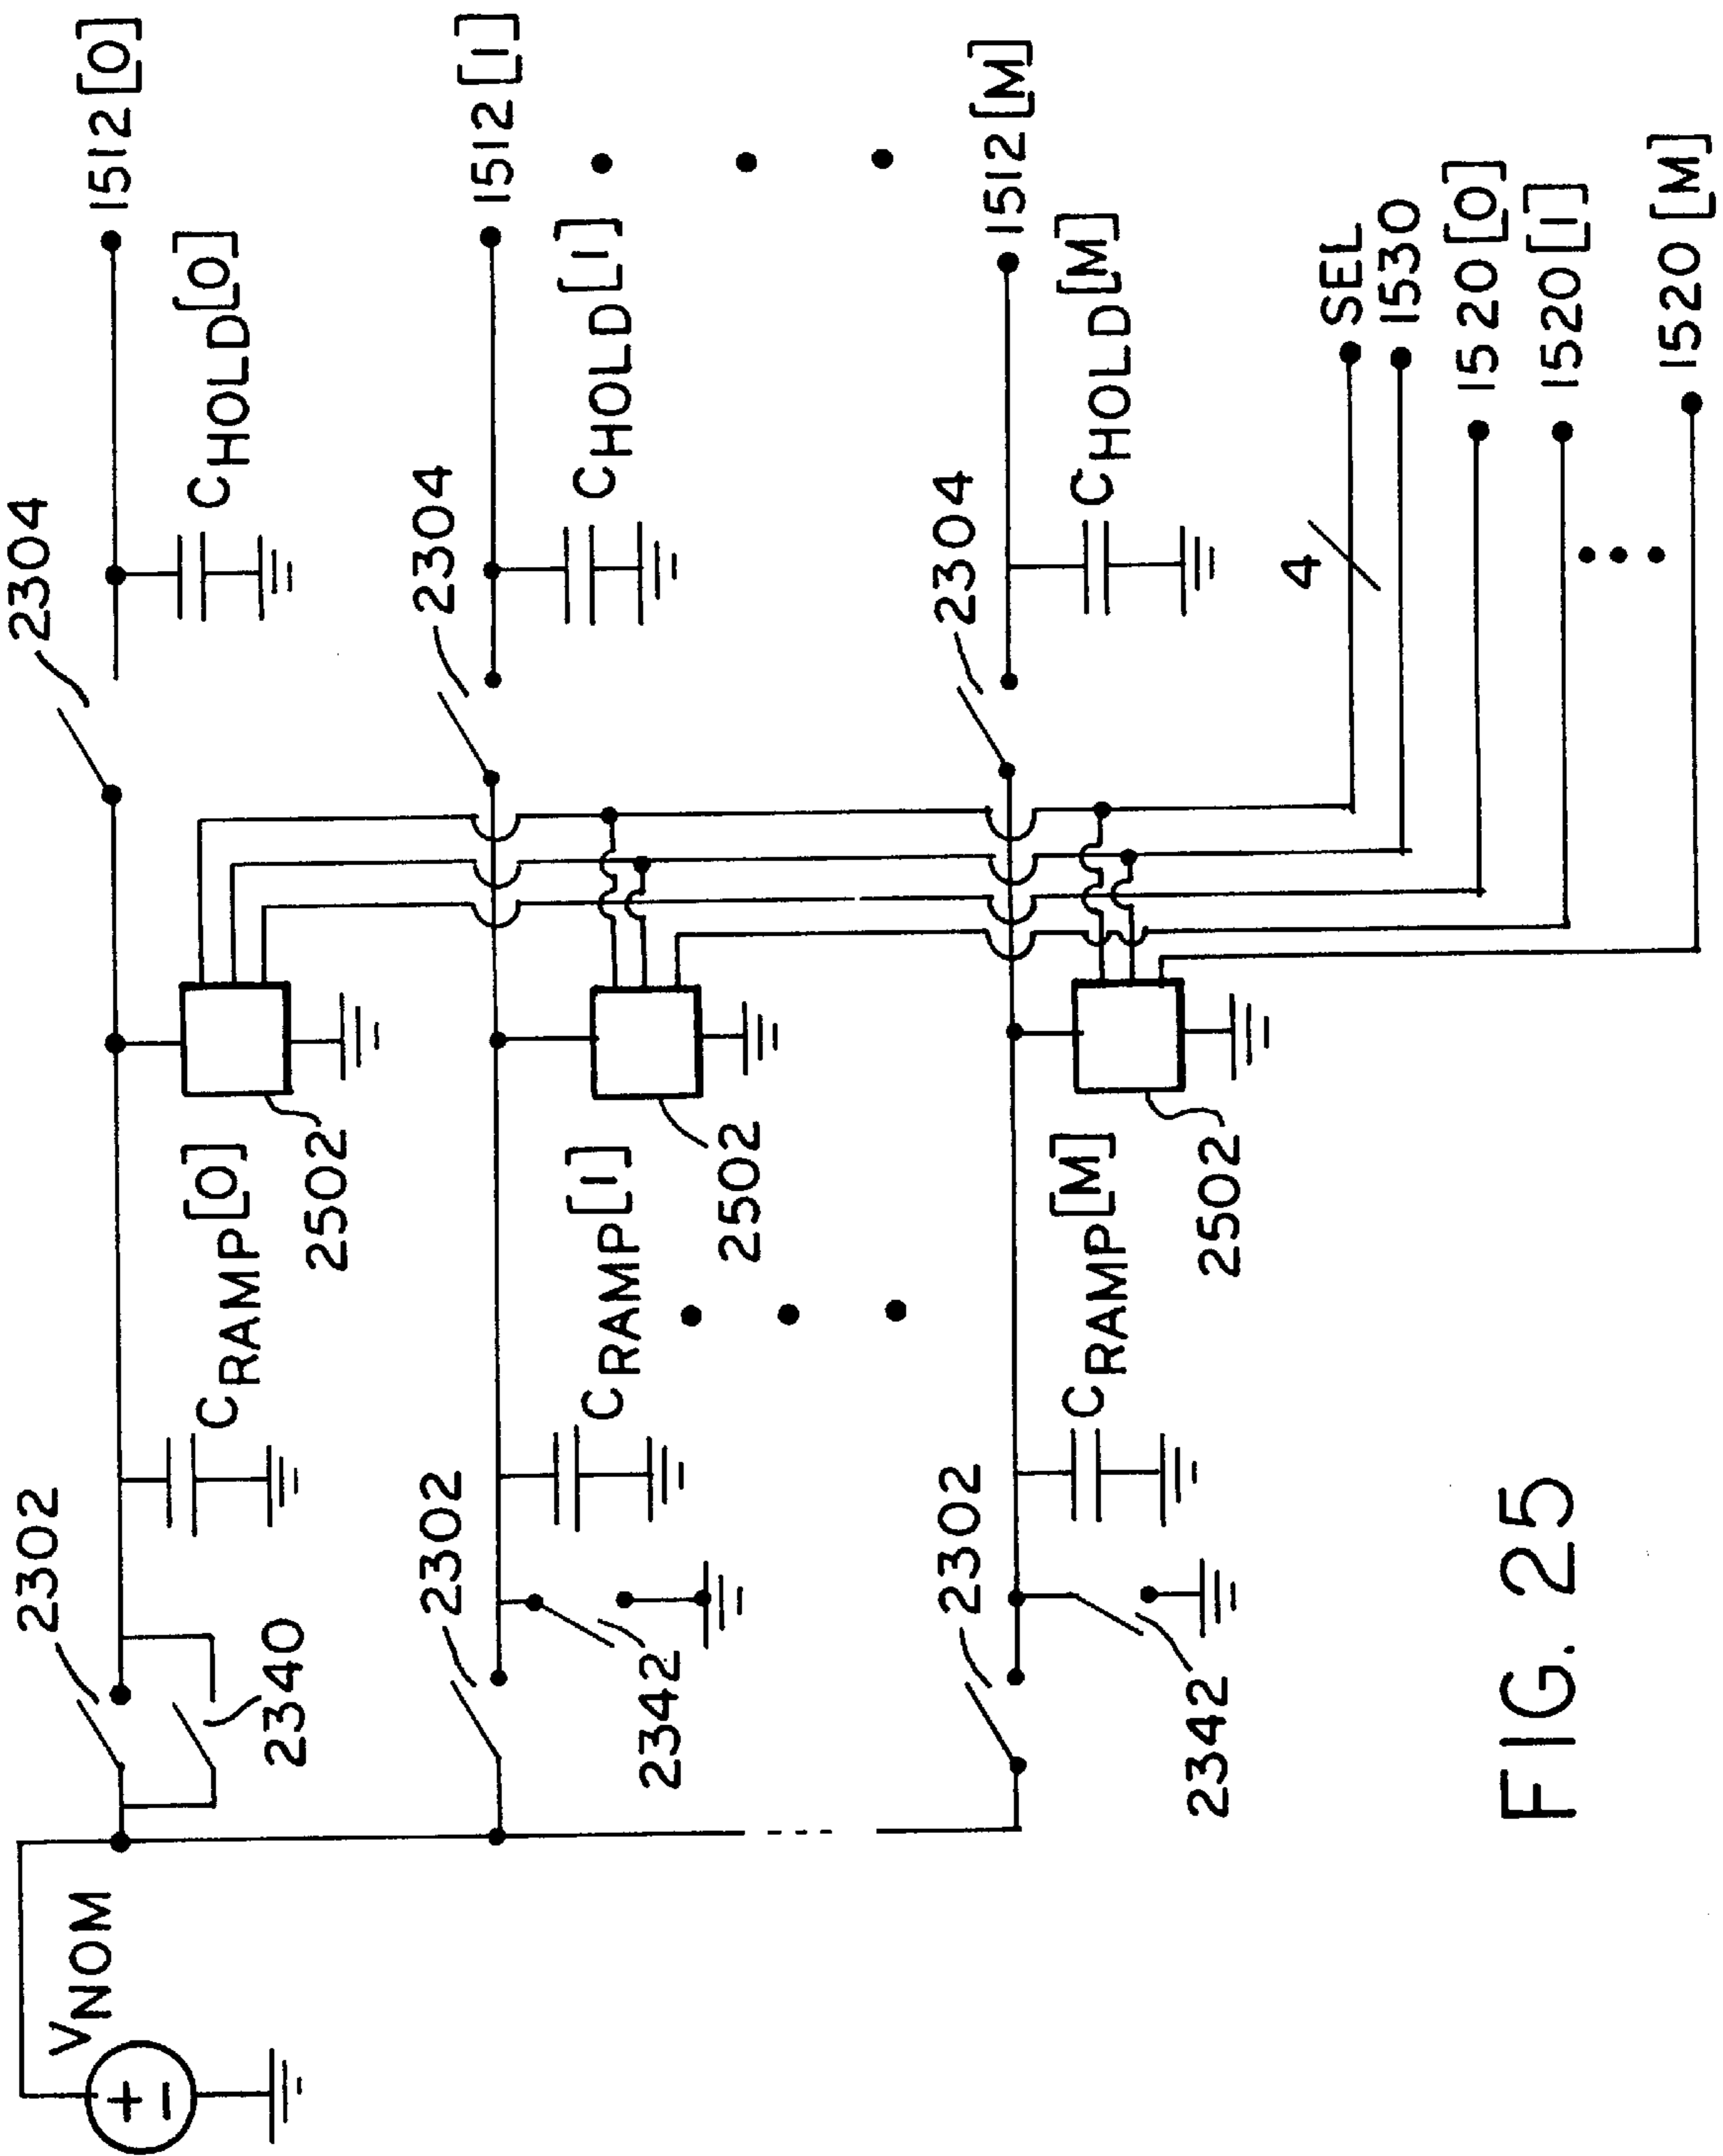 VNOM
2302
2340
CRAMP[0]
2502
2304
CHOLD[0]
1512[0]
2302
2342
CRAMP[1]
2502
2304
CHOLD[1]
1512[1]
2302
2342
CRAMP[M]
2502
2304
CHOLD[M]
1512[M]
4
SEL
1530
1520[0]
1520[1]
1520[M]
FIG. 25